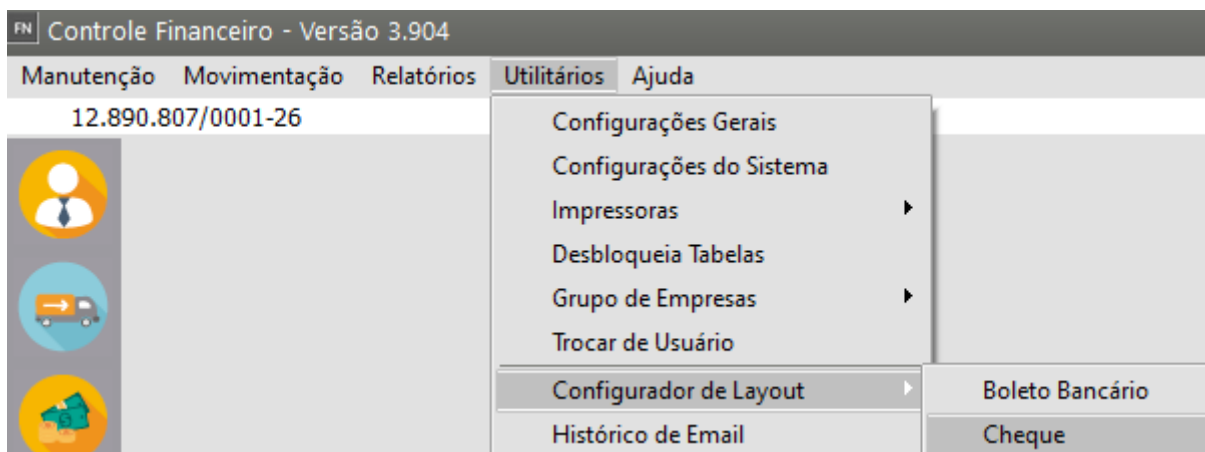 FN Controle Financeiro - Versão 3.904
Manutenção Movimentação Relatórios Utilitários Ajuda
12.890.807/0001-26
Configurações Gerais
Configurações do Sistema
Impressoras
Desbloqueia Tabelas
Grupo de Empresas
Trocar de Usuário
Configurador de Layout Boleto Bancário
Histórico de Email Cheque